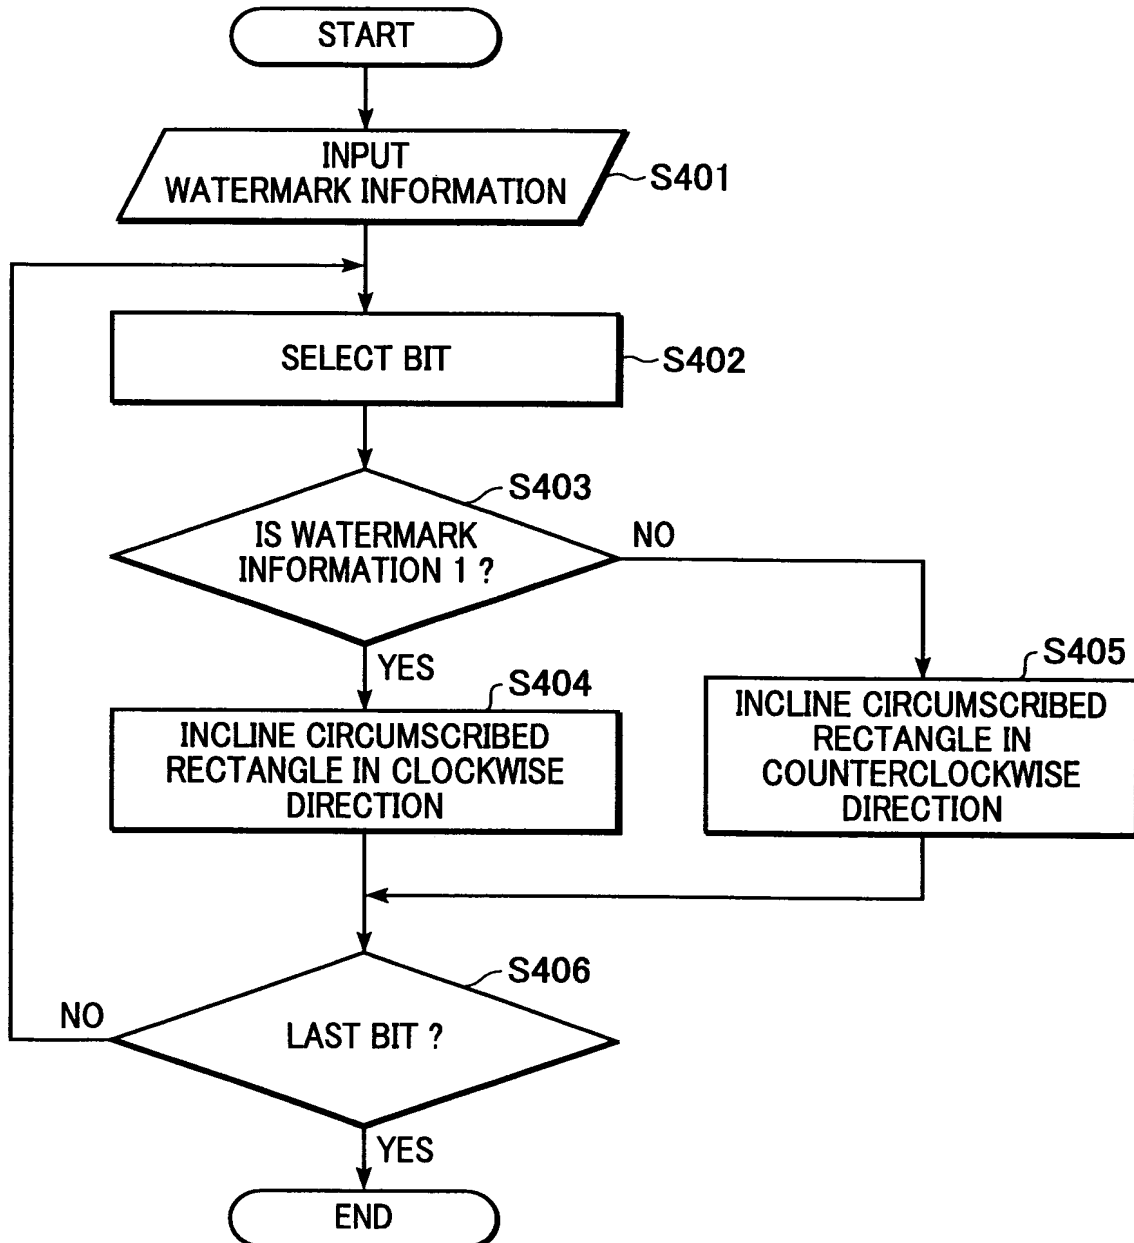 START
INPUT
WATERMARK INFORMATION
S401
SELECT BIT
S402
S403
IS WATERMARK
INFORMATION 1 ?
NO
YES
S404
INCLINE CIRCUMSCRIBED
RECTANGLE IN CLOCKWISE
DIRECTION
S405
INCLINE CIRCUMSCRIBED
RECTANGLE IN
COUNTERCLOCKWISE
DIRECTION
S406
LAST BIT ?
NO
YES
END